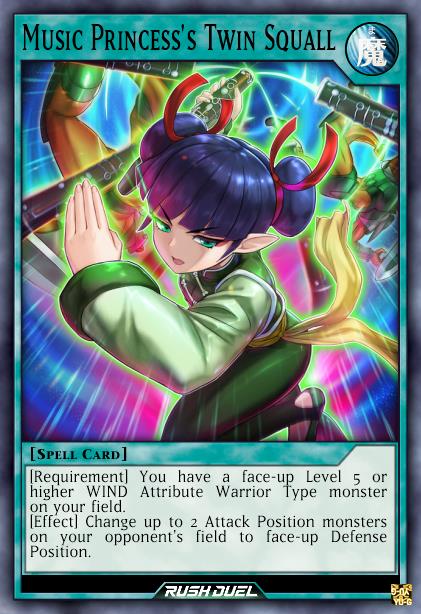 Music Princess's Twin Squall
ま
魔
[Spell Card]
[Requirement] You have a face-up Level 5 or
higher WIND Attribute Warrior Type monster
on your field.
[Effect] Change up to 2 Attack Position monsters
on your opponent's field to face-up Defense
Position.
RUSH DUEL